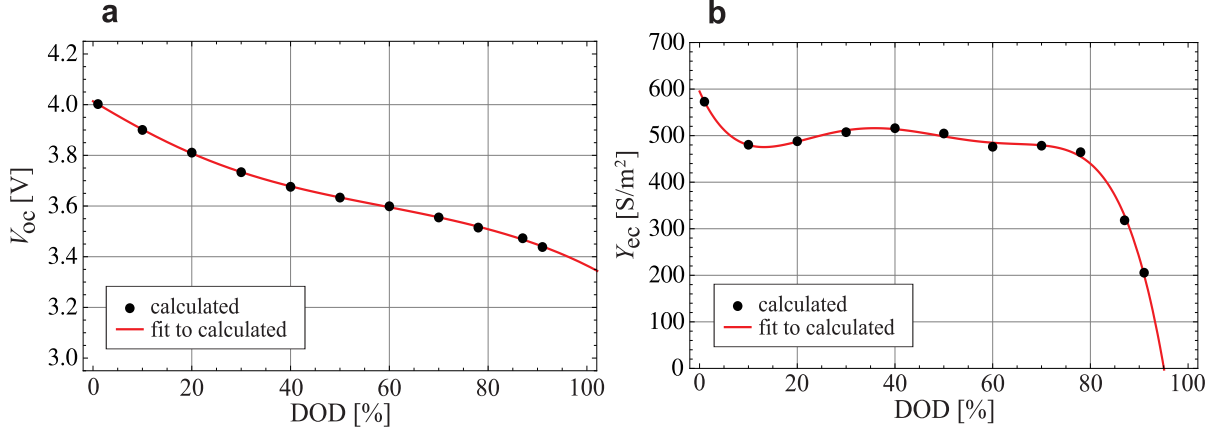 a
V_oc [V]
4.2
4.0
3.8
3.6
3.4
3.2
3.0
calculated
fit to calculated
0 20 40 60 80 100
DOD [%]
b
Y_ec [S/m²]
700
600
500
400
300
200
100
0
calculated
fit to calculated
0 20 40 60 80 100
DOD [%]